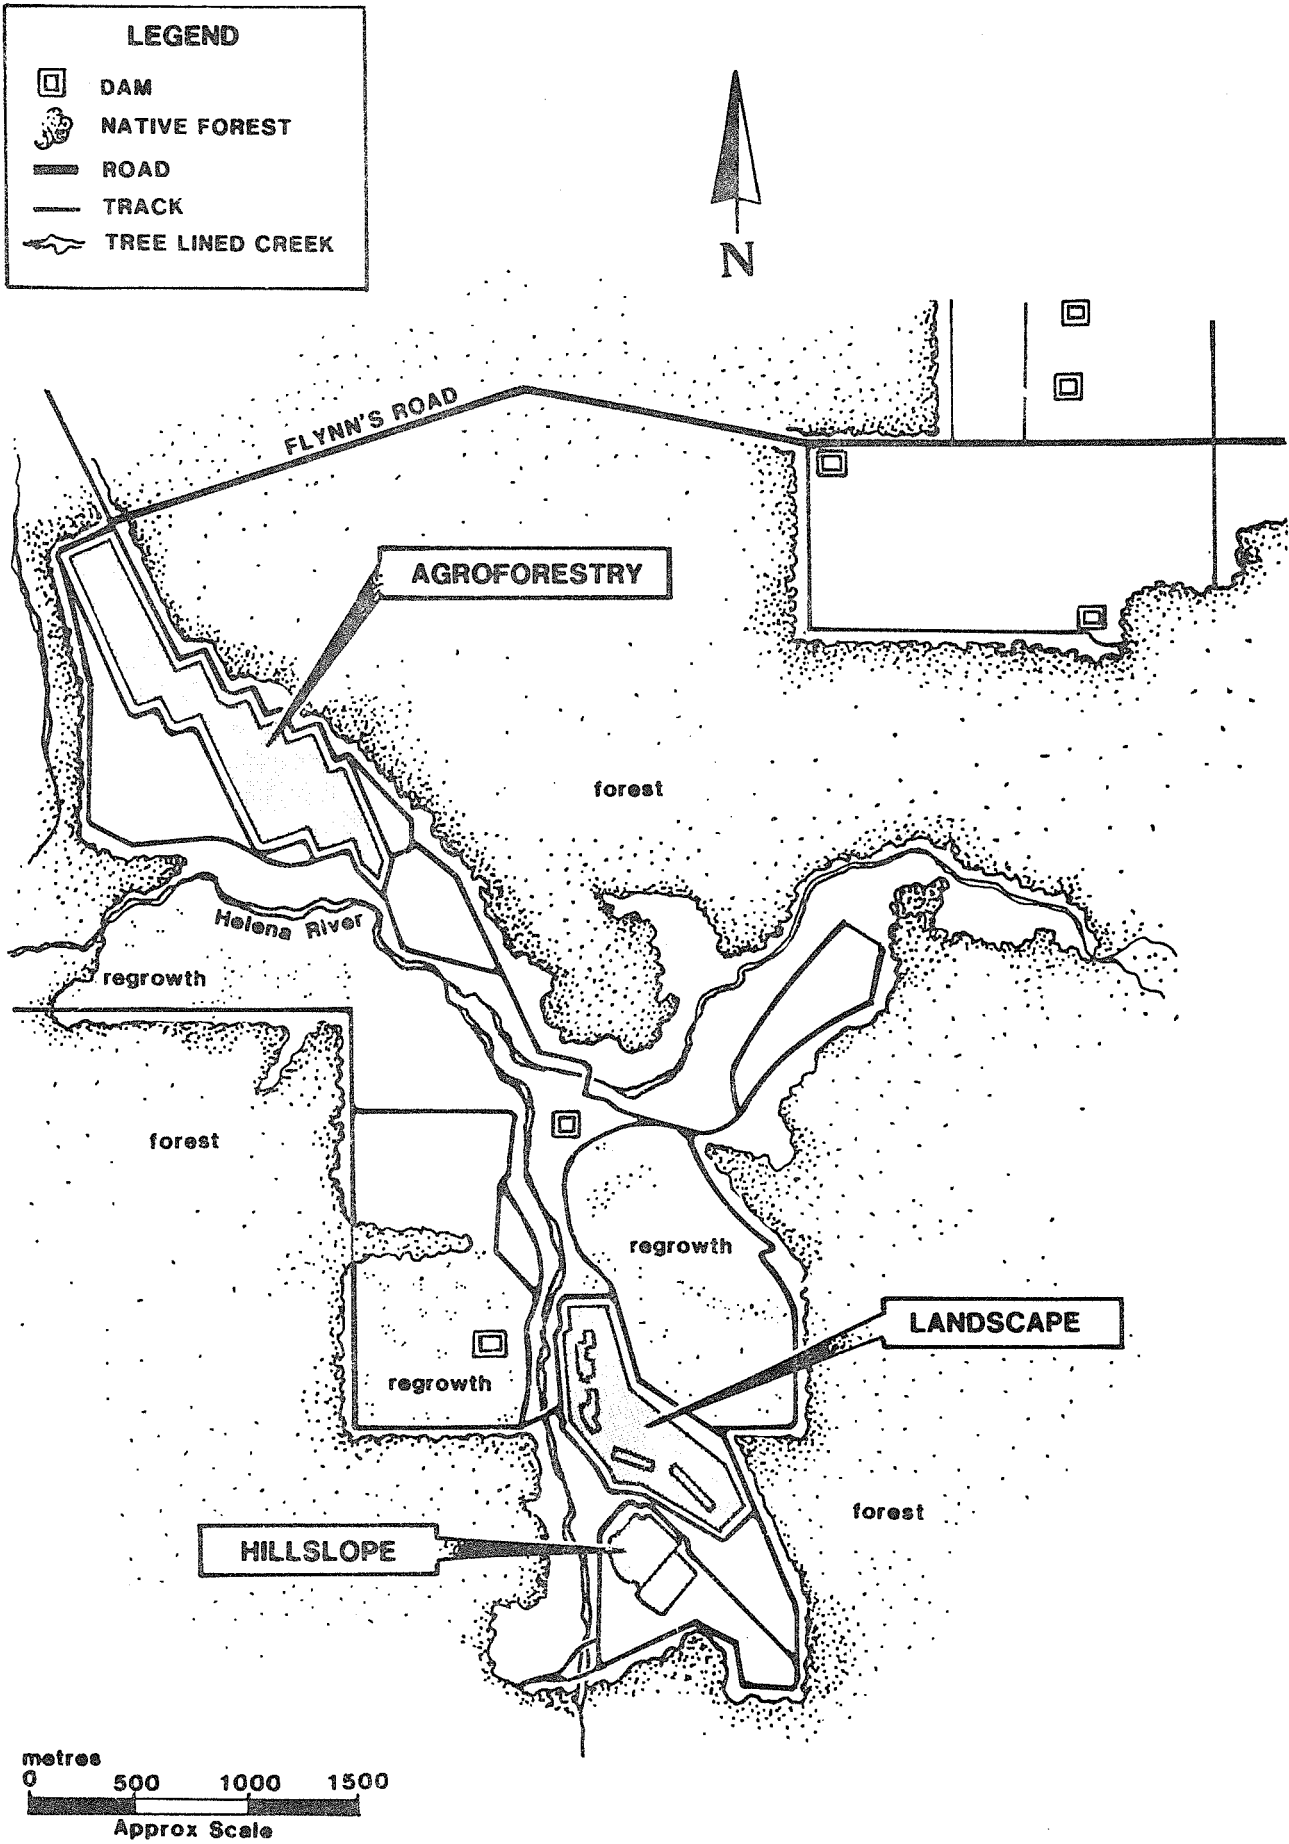 LEGEND
DAM
NATIVE FOREST
ROAD
TRACK
TREE LINED CREEK
N
FLYNN'S ROAD
AGROFORESTRY
forest
Helena River
regrowth
forest
regrowth
LANDSCAPE
regrowth
forest
HILLSLOPE
metres
0 500 1000 1500
Approx Scale